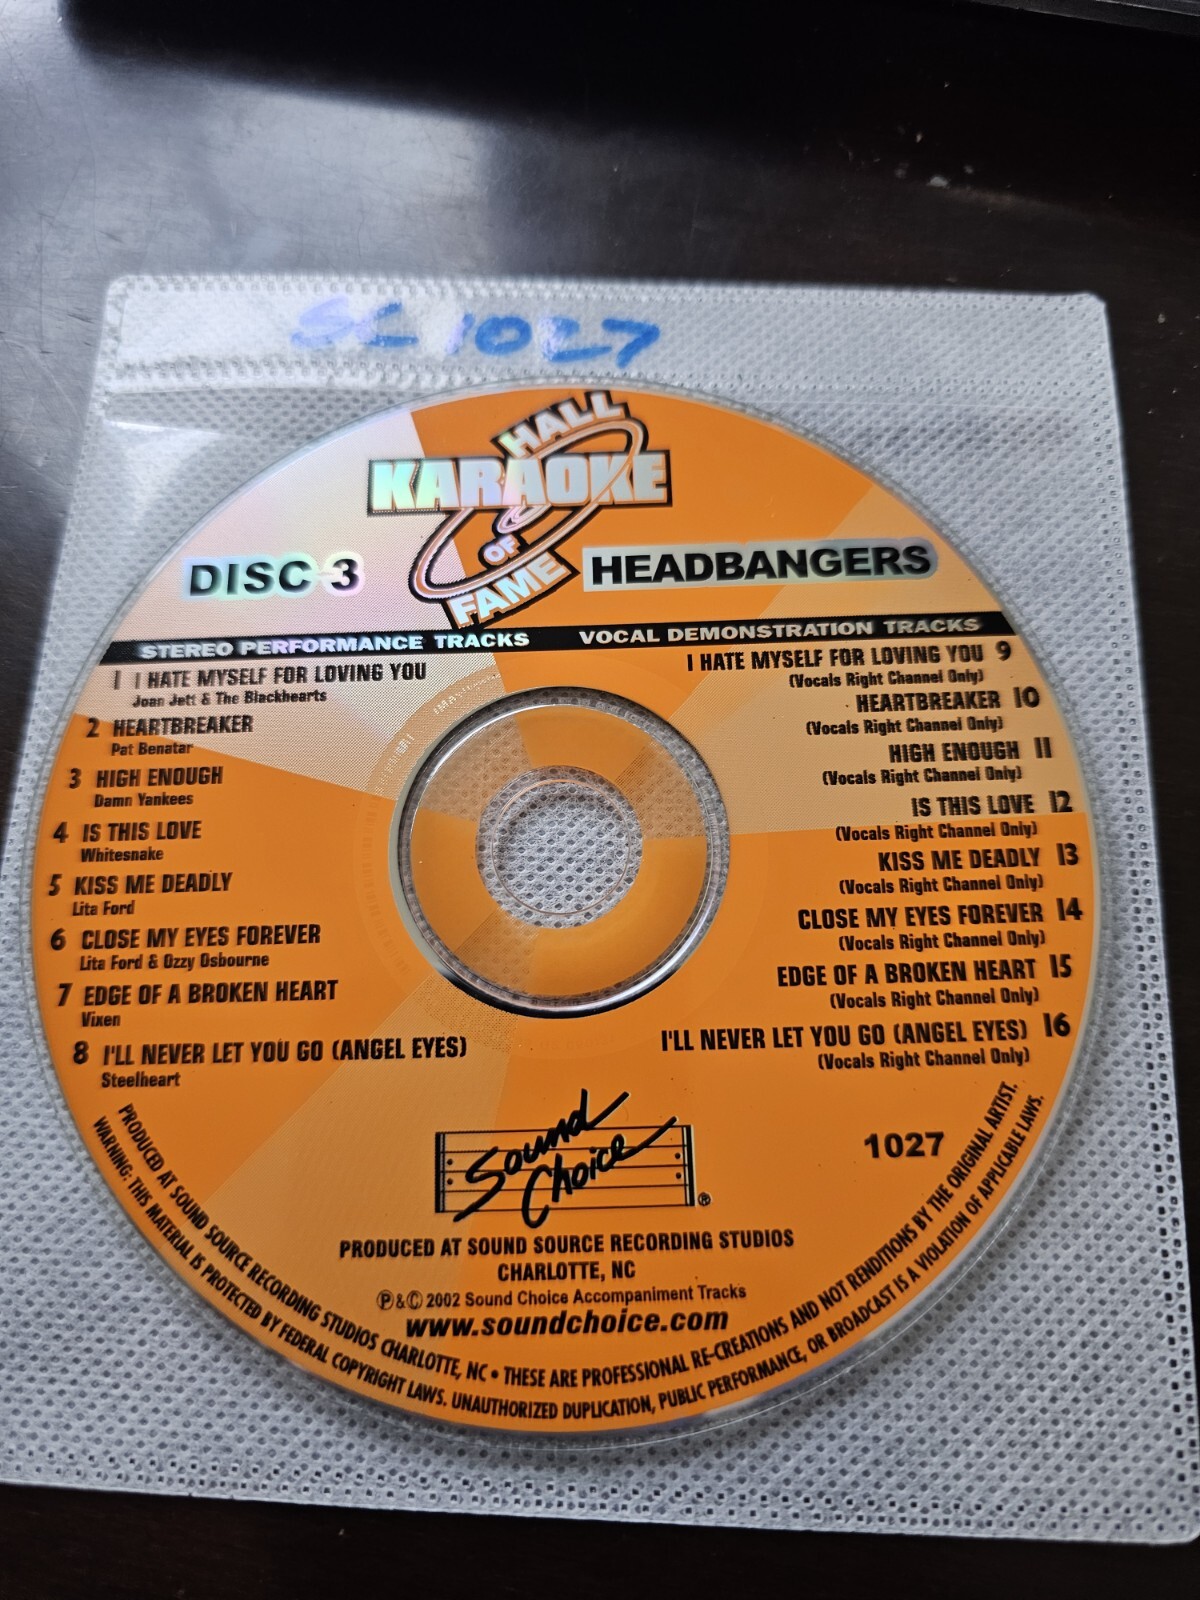 SC 1027
HALL
KARAOKE
OF
FAME
DISC 3
HEADBANGERS
STEREO PERFORMANCE TRACKS
1 I HATE MYSELF FOR LOVING YOU
Joan Jett & The Blackhearts
2 HEARTBREAKER
Pat Benatar
3 HIGH ENOUGH
Damn Yankees
4 IS THIS LOVE
Whitesnake
5 KISS ME DEADLY
Lita Ford
6 CLOSE MY EYES FOREVER
Lita Ford & Ozzy Osbourne
7 EDGE OF A BROKEN HEART
Vixen
8 I'LL NEVER LET YOU GO (ANGEL EYES)
Steelheart
VOCAL DEMONSTRATION TRACKS
I HATE MYSELF FOR LOVING YOU 9
(Vocals Right Channel Only)
HEARTBREAKER 10
(Vocals Right Channel Only)
HIGH ENOUGH 11
(Vocals Right Channel Only)
IS THIS LOVE 12
(Vocals Right Channel Only)
KISS ME DEADLY 13
(Vocals Right Channel Only)
CLOSE MY EYES FOREVER 14
(Vocals Right Channel Only)
EDGE OF A BROKEN HEART 15
(Vocals Right Channel Only)
I'LL NEVER LET YOU GO (ANGEL EYES) 16
(Vocals Right Channel Only)
Sound
Choice ®
1027
PRODUCED AT SOUND SOURCE RECORDING STUDIOS
CHARLOTTE, NC
℗&© 2002 Sound Choice Accompaniment Tracks
www.soundchoice.com
PRODUCED AT SOUND SOURCE RECORDING STUDIOS CHARLOTTE, NC • THESE ARE PROFESSIONAL RE-CREATIONS AND NOT RENDITIONS BY THE ORIGINAL ARTIST.
WARNING: THIS MATERIAL IS PROTECTED BY FEDERAL COPYRIGHT LAWS. UNAUTHORIZED DUPLICATION, PUBLIC PERFORMANCE, OR BROADCAST IS A VIOLATION OF APPLICABLE LAWS.